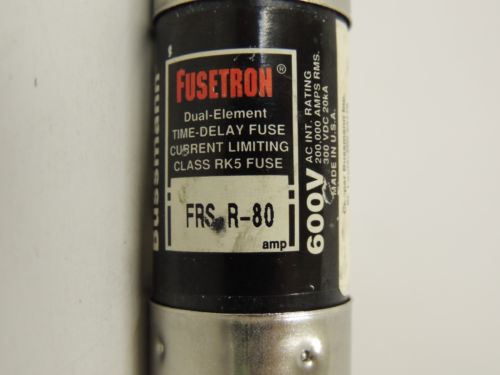 Bussmann
FUSETRON®
Dual-Element
TIME-DELAY FUSE
CURRENT LIMITING
CLASS RK5 FUSE
FRS R-80
amp
600V
AC INT. RATING
200,000 AMPS RMS.
300 VDC 20kA
MADE IN U.S.A.